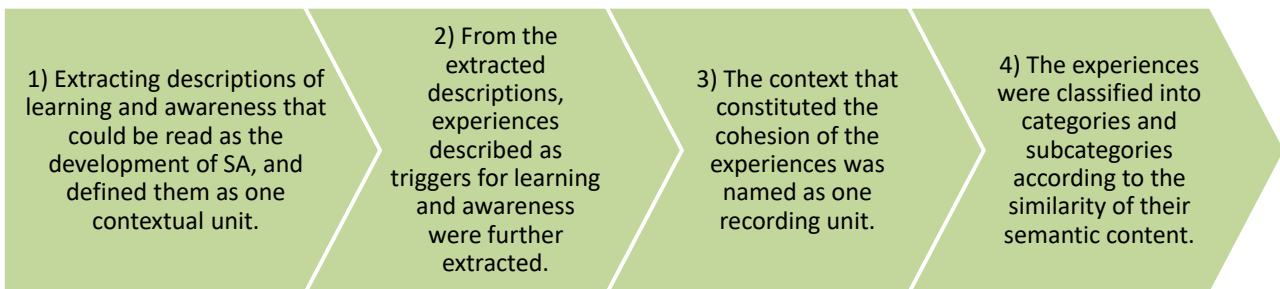 1) Extracting descriptions of
learning and awareness that
could be read as the
development of SA, and
defined them as one
contextual unit.
2) From the
extracted
descriptions,
experiences
described as
triggers for learning
and awareness
were further
extracted.
3) The context that
constituted the
cohesion of the
experiences was
named as one
recording unit.
4) The experiences
were classified into
categories and
subcategories
according to the
similarity of their
semantic content.